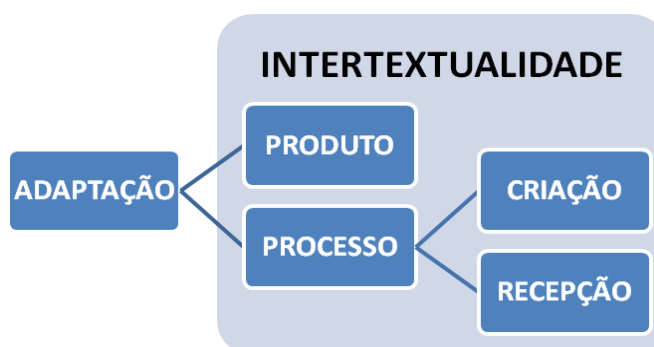 INTERTEXTUALIDADE
PRODUTO
ADAPTAÇÃO
CRIAÇÃO
PROCESSO
RECEPÇÃO